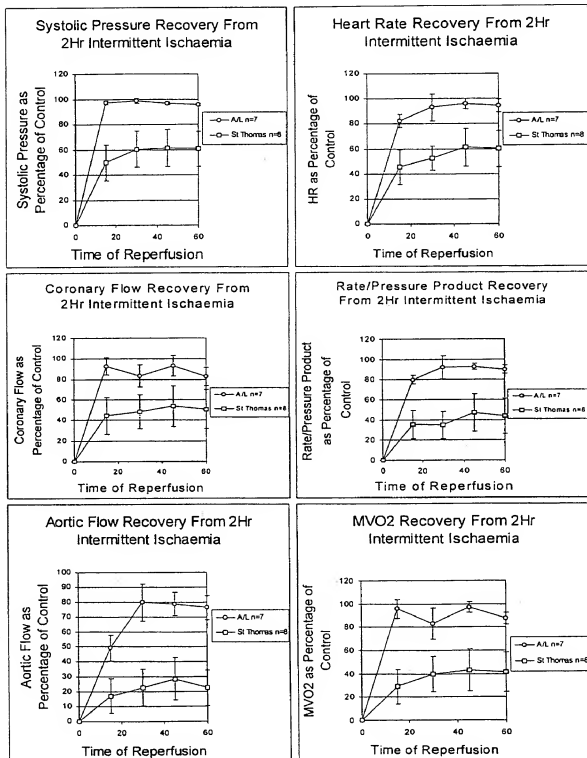 Systolic Pressure Recovery From
2Hr Intermittent Ischaemia
Systolic Pressure as
Percentage of Control
120
100
80
60
40
20
0
0 20 40 60
Time of Reperfusion
A/L n=7
St Thomas n=8
Heart Rate Recovery From 2Hr
Intermittent Ischaemia
HR as Percentage of
Control
120
100
80
60
40
20
0
0 20 40 60
Time of Reperfusion
A/L n=7
St Thomas n=8
Coronary Flow Recovery From
2Hr Intermittent Ischaemia
Coronary Flow as
Percentage of Control
120
100
80
60
40
20
0
0 20 40 60
Time of Reperfusion
A/L n=7
St Thomas n=8
Rate/Pressure Product Recovery
From 2Hr Intermittent Ischaemia
Rate/Pressure Product
as Percentage of
Control
120
100
80
60
40
20
0
0 20 40 60
Time of Reperfusion
A/L n=7
St Thomas n=8
Aortic Flow Recovery From 2Hr
Intermittent Ischaemia
Aortic Flow as
Percentage of Control
100
90
80
70
60
50
40
30
20
10
0
0 20 40 60
Time of Reperfusion
A/L n=7
St Thomas n=8
MVO2 Recovery From 2Hr
Intermittent Ischaemia
MVO2 as Percentage of
Control
120
100
80
60
40
20
0
0 20 40 60
Time of Reperfusion
A/L n=7
St Thomas n=8